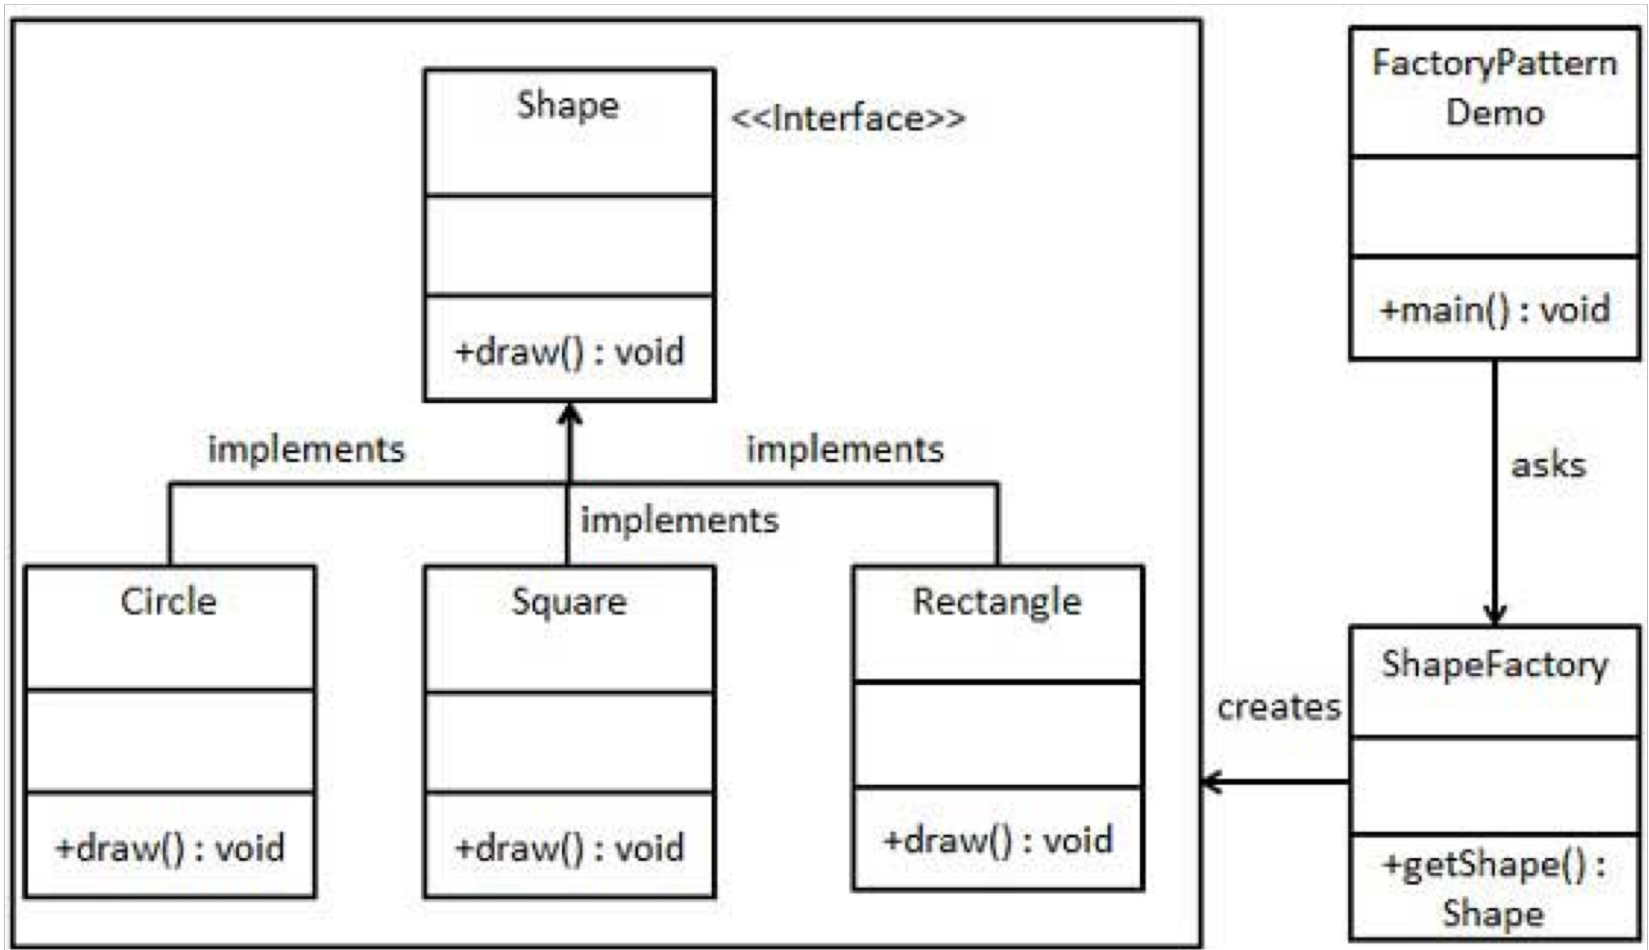 Shape
<<Interface>>
+draw() : void
implements
implements
implements
Circle
+draw() : void
Square
+draw() : void
Rectangle
+draw() : void
FactoryPattern
Demo
+main() : void
asks
creates
ShapeFactory
+getShape() :
Shape